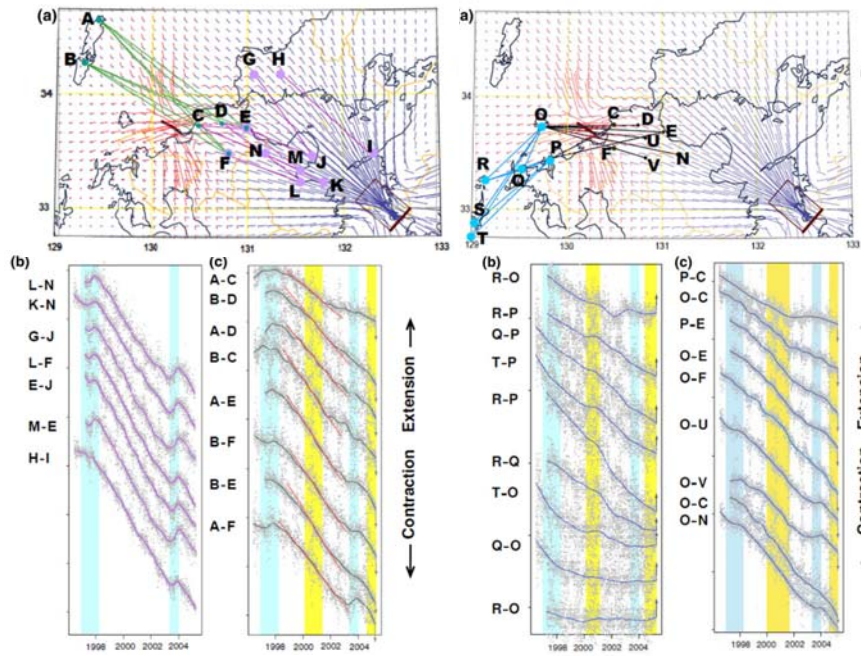 (a)
A
B
G
H
C
D
E
F
N
M
J
I
L
K
34
33
129
130
131
132
133
(a)
O
C
D
E
U
P
F
N
V
R
Q
S
T
34
33
129
130
131
132
133
(b)
L-N
K-N
G-J
L-F
E-J
M-E
H-I
1998
2000
2002
2004
(c)
A-C
B-D
A-D
B-C
A-E
B-F
B-E
A-F
1998
2000
2002
2004
← Contraction Extension →
(b)
R-O
R-P
Q-P
T-P
R-P
R-Q
T-O
Q-O
R-O
1998
2000
2002
2004
(c)
P-C
O-C
P-E
O-E
O-F
O-U
O-V
O-C
O-N
1998
2000
2002
2004
Contraction